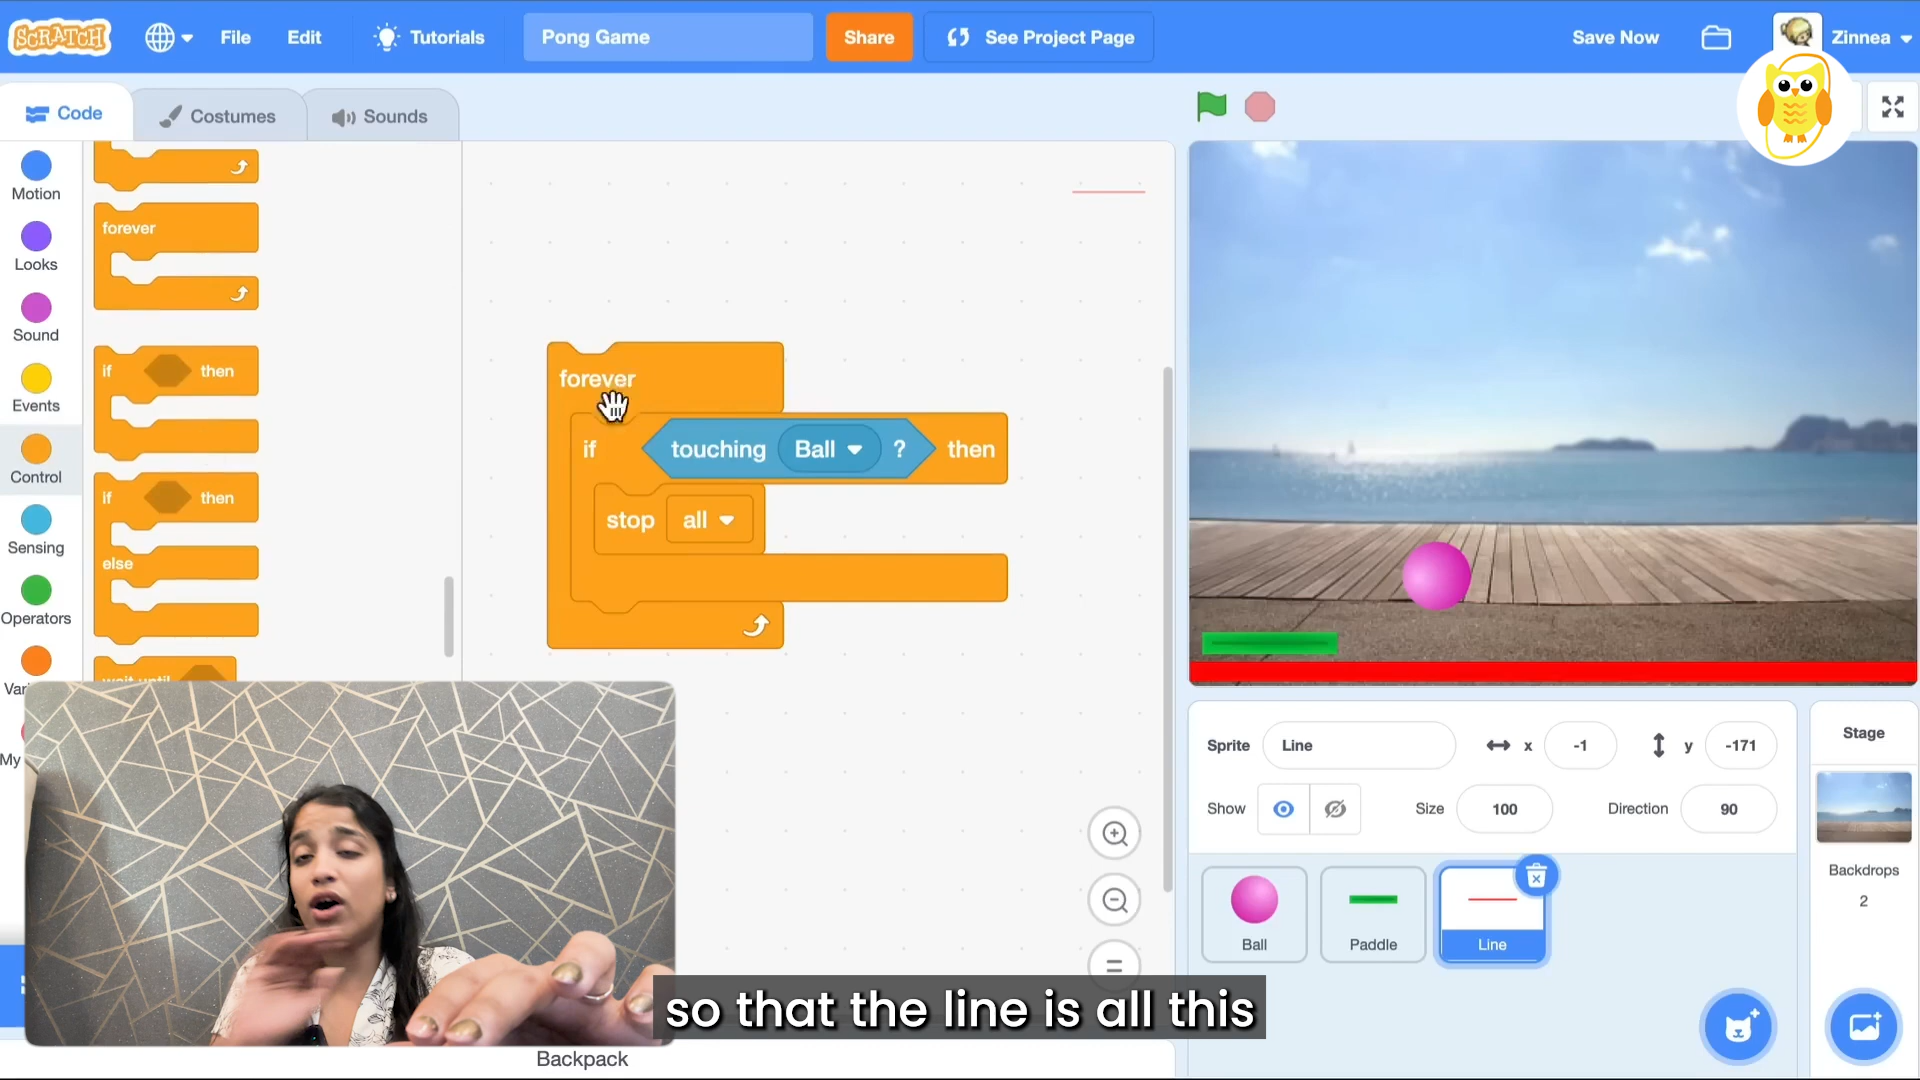 SCRATCH
File
Edit
Tutorials
Pong Game
Share
See Project Page
Save Now
Zinnea
Code
Costumes
Sounds
Motion
Looks
Sound
Events
Control
Sensing
Operators
My
forever
if then
if then
else
wait until
forever
if touching Ball ? then
stop all
Sprite Line x -1 y -171
Show Size 100 Direction 90
Ball
Paddle
Line
Stage
Backdrops
2
so that the line is all this
Backpack